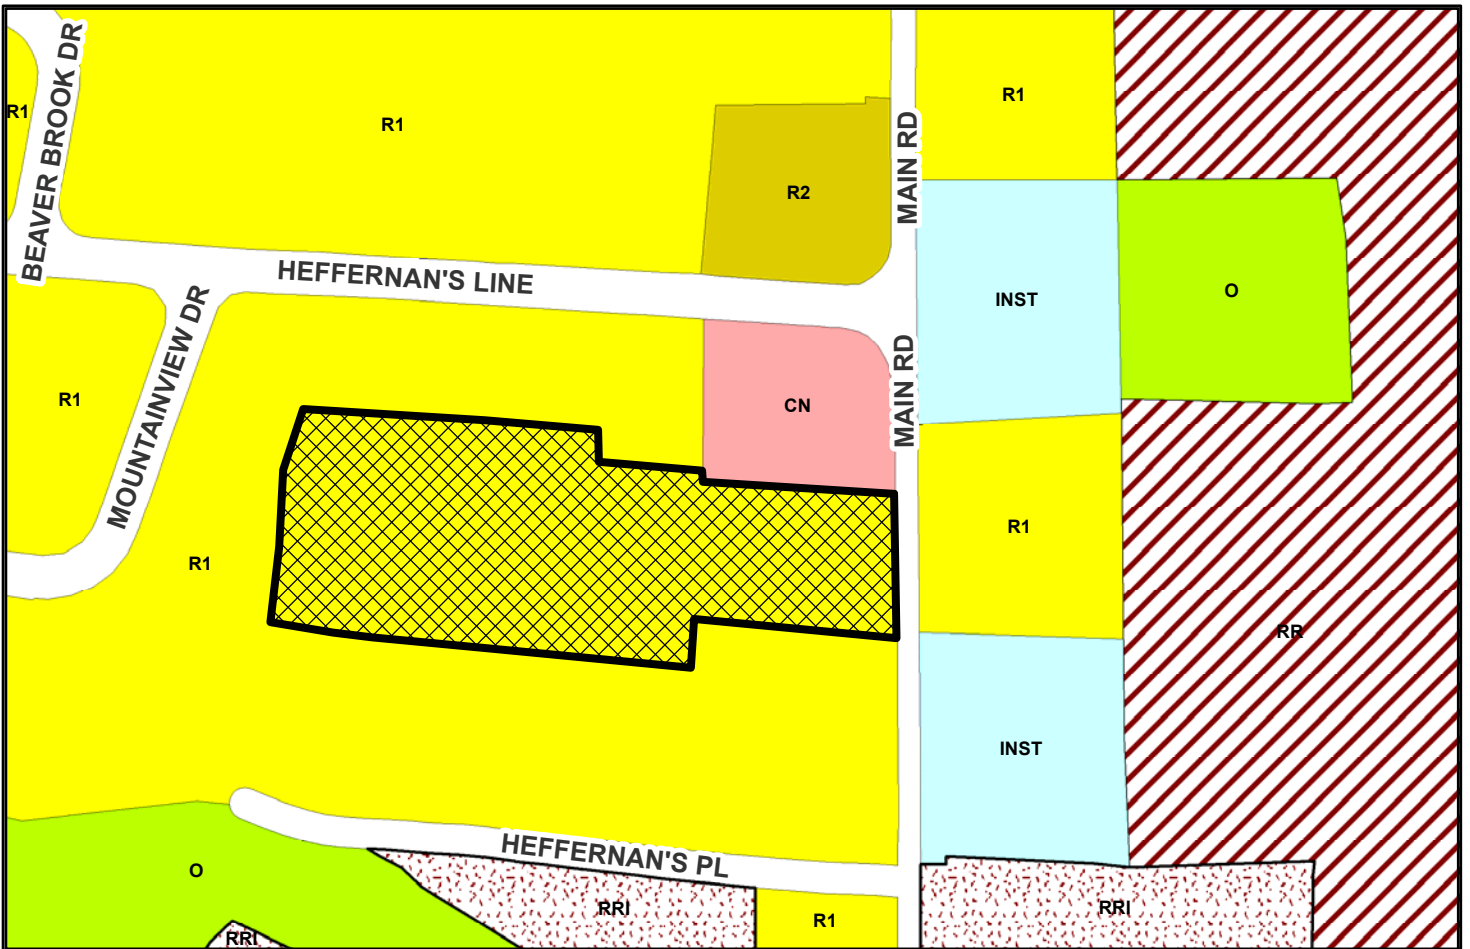 BEAVER BROOK DR
R1
R1
R1
MAIN RD
R2
HEFFERNAN'S LINE
INST
O
MOUNTAINVIEW DR
R1
CN
MAIN RD
R1
R1
RR
INST
HEFFERNAN'S PL
O
RRI
RRI
R1
RRI